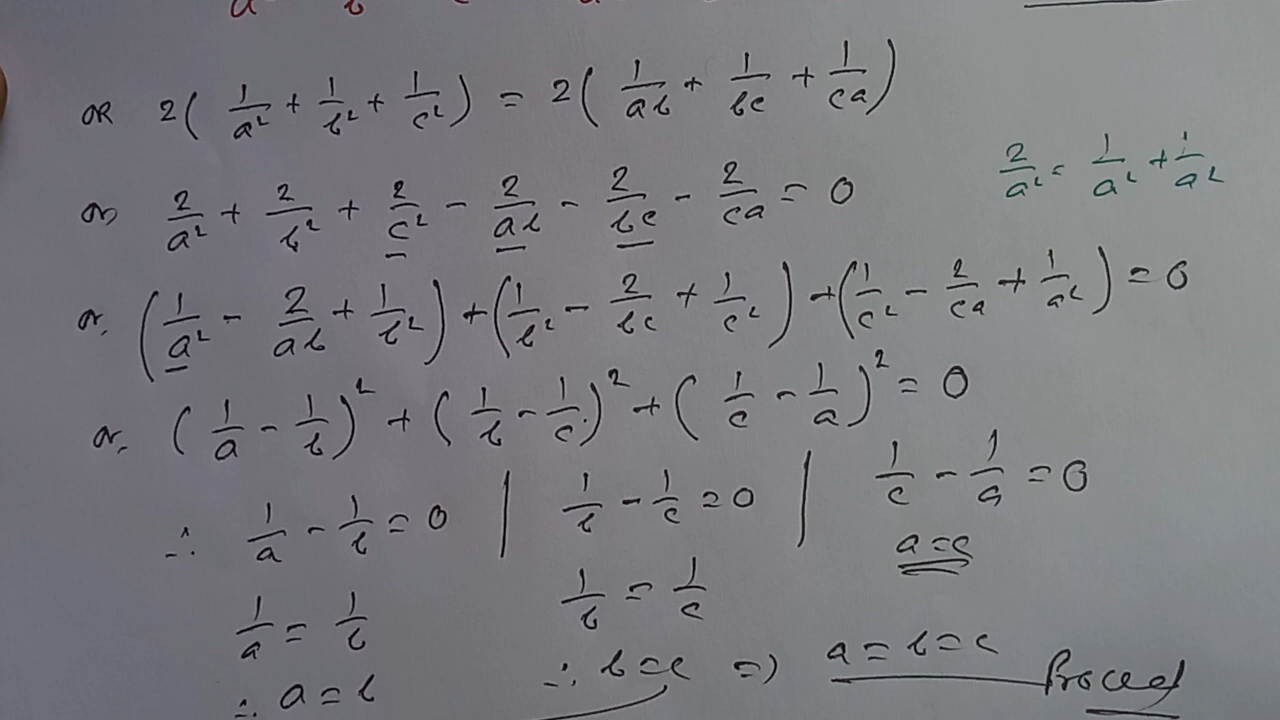 OR 2(1/a² + 1/b² + 1/c²) = 2(1/ab + 1/bc + 1/ca)
or, 2/a² + 2/b² + 2/c² - 2/ab - 2/bc - 2/ca = 0
2/a² = 1/a² + 1/a²
or, (1/a² - 2/ab + 1/b²) + (1/b² - 2/bc + 1/c²) + (1/c² - 2/ca + 1/a²) = 0
or, (1/a - 1/b)² + (1/b - 1/c)² + (1/c - 1/a)² = 0
∴ 1/a - 1/b = 0 | 1/b - 1/c = 0 | 1/c - 1/a = 0
a = c
1/a = 1/b 1/b = 1/c
∴ a = b ∴ b = c ⇒ a = b = c Proved